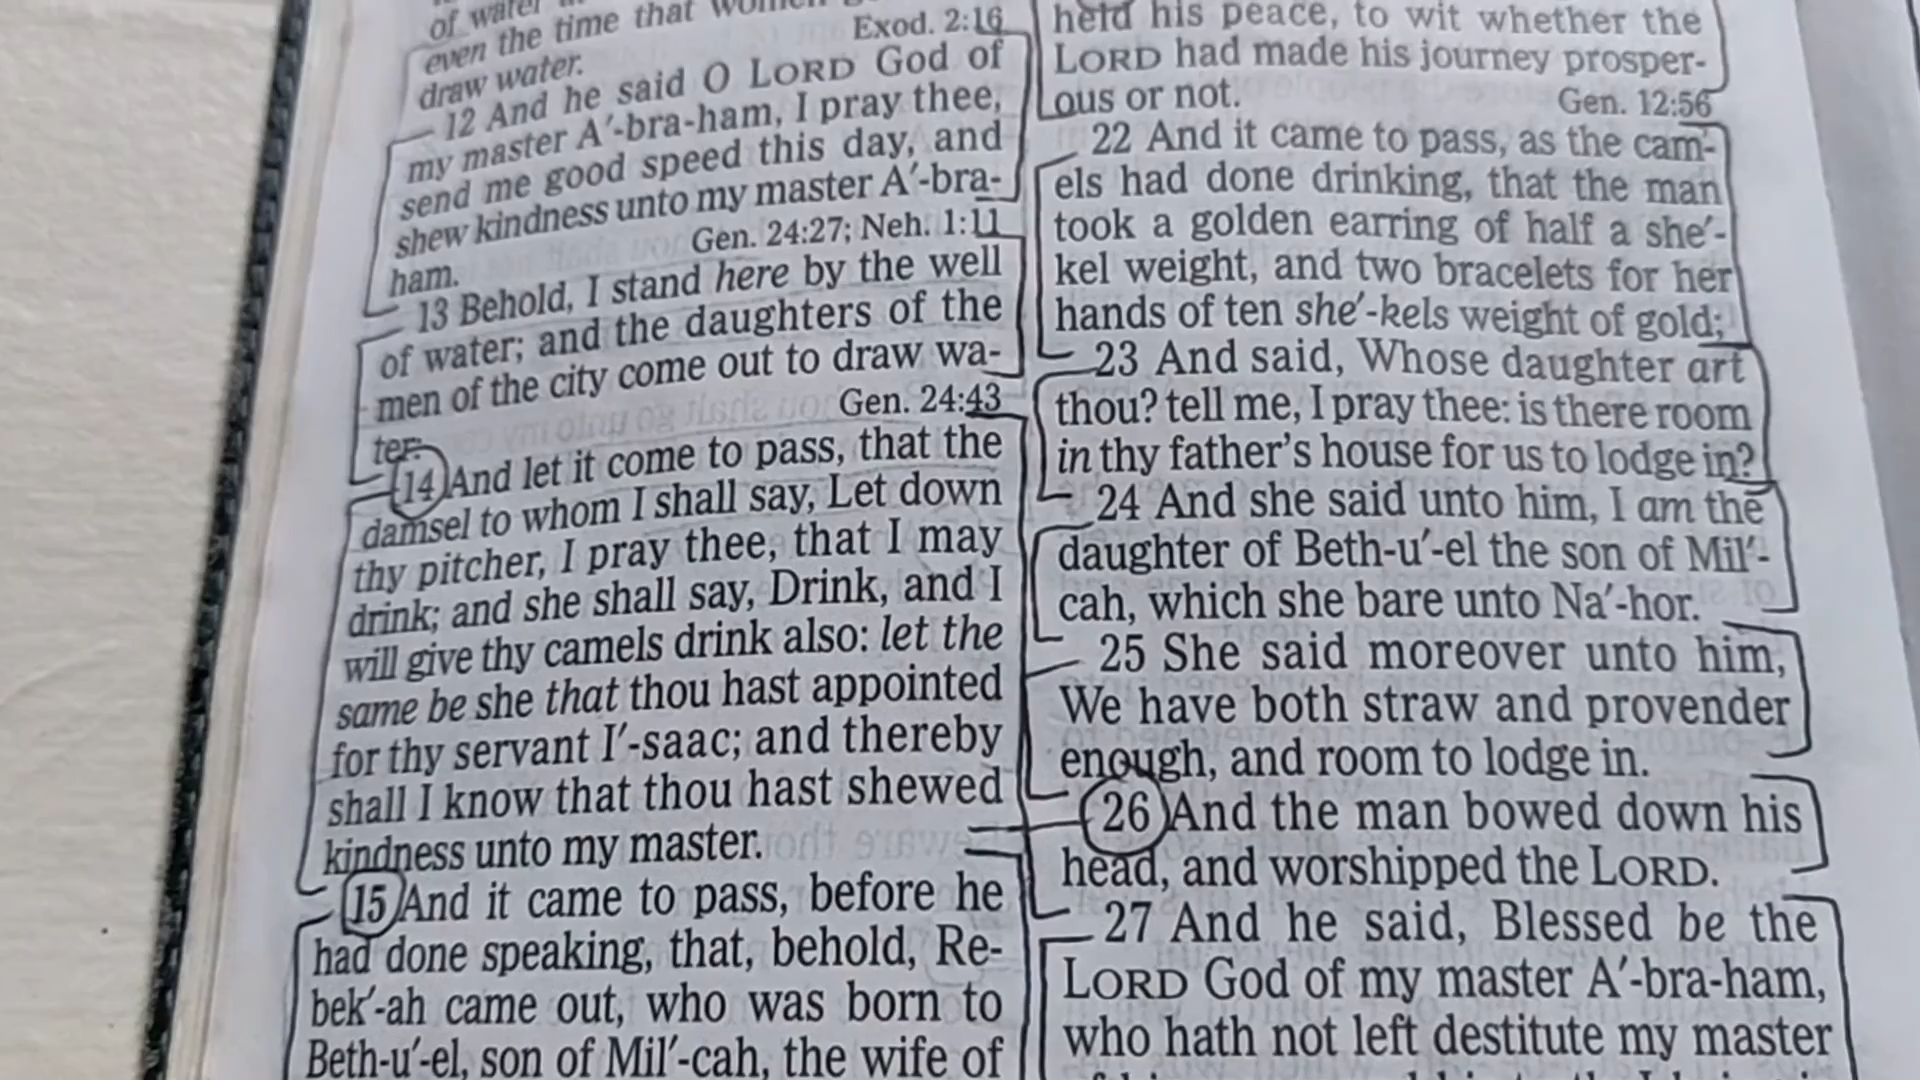 of water
even the time that women
draw water.
Exod. 2:16
12 And he said O LORD God of
my master A′-bra-ham, I pray thee,
send me good speed this day, and
shew kindness unto my master A′-bra-
ham.
Gen. 24:27; Neh. 1:11
13 Behold, I stand here by the well
of water; and the daughters of the
men of the city come out to draw wa-
ter:
Gen. 24:43
14 And let it come to pass, that the
damsel to whom I shall say, Let down
thy pitcher, I pray thee, that I may
drink; and she shall say, Drink, and I
will give thy camels drink also: let the
same be she that thou hast appointed
for thy servant I′-saac; and thereby
shall I know that thou hast shewed
kindness unto my master.
15 And it came to pass, before he
had done speaking, that, behold, Re-
bek′-ah came out, who was born to
Beth-u′-el, son of Mil′-cah, the wife of
held his peace, to wit whether the
LORD had made his journey prosper-
ous or not.
Gen. 12:56
22 And it came to pass, as the cam-
els had done drinking, that the man
took a golden earring of half a she′-
kel weight, and two bracelets for her
hands of ten she′-kels weight of gold;
23 And said, Whose daughter art
thou? tell me, I pray thee: is there room
in thy father's house for us to lodge in?
24 And she said unto him, I am the
daughter of Beth-u′-el the son of Mil′-
cah, which she bare unto Na′-hor.
25 She said moreover unto him,
We have both straw and provender
enough, and room to lodge in.
26 And the man bowed down his
head, and worshipped the LORD.
27 And he said, Blessed be the
LORD God of my master A′-bra-ham,
who hath not left destitute my master